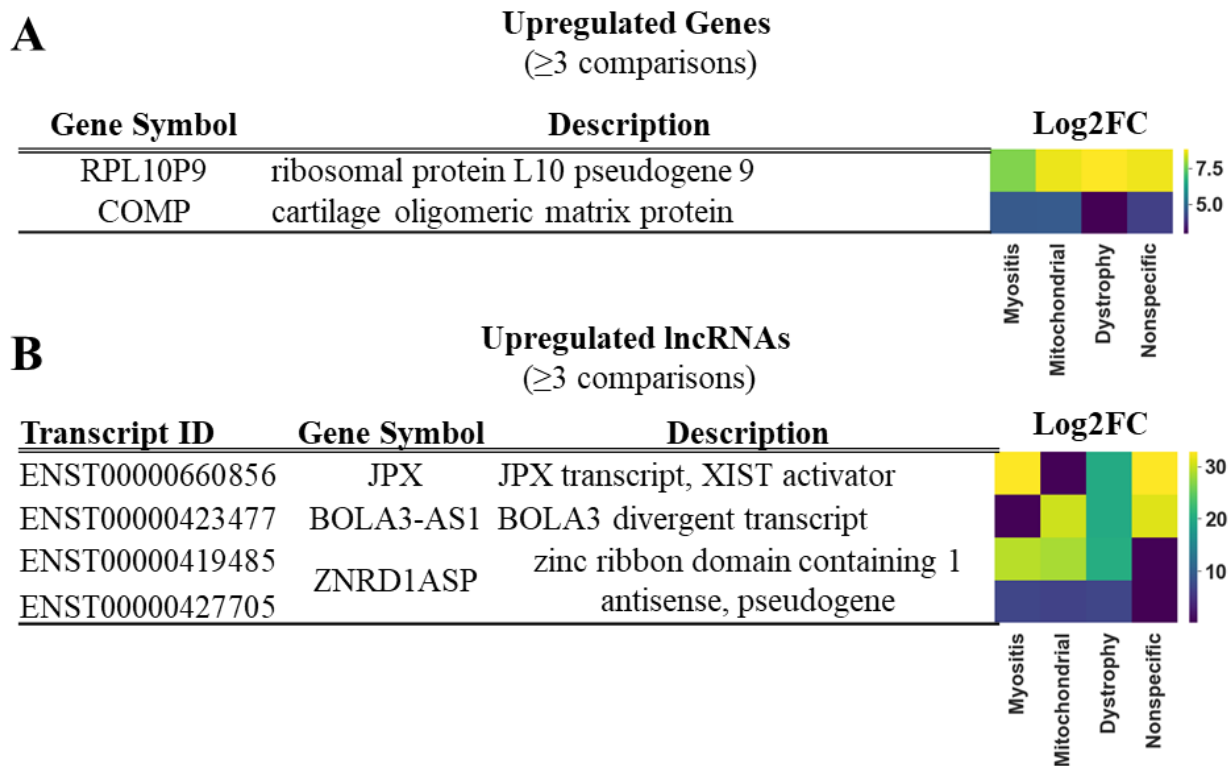 A
Upregulated Genes
(≥3 comparisons)
Gene Symbol Description Log2FC
RPL10P9 ribosomal protein L10 pseudogene 9
COMP cartilage oligomeric matrix protein
7.5
5.0
Myositis
Mitochondrial
Dystrophy
Nonspecific
B
Upregulated lncRNAs
(≥3 comparisons)
Transcript ID Gene Symbol Description Log2FC
ENST00000660856 JPX JPX transcript, XIST activator
ENST00000423477 BOLA3-AS1 BOLA3 divergent transcript
ENST00000419485 zinc ribbon domain containing 1
ZNRD1ASP
ENST00000427705 antisense, pseudogene
30
20
10
Myositis
Mitochondrial
Dystrophy
Nonspecific